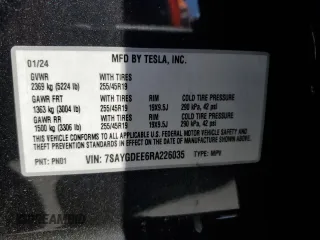 MFD BY TESLA, INC.
01/24
GVWR WITH TIRES
2369 kg (5224 lb) 255/45R19
GAWR FRT WITH TIRES RIM COLD TIRE PRESSURE
1363 kg (3004 lb) 255/45R19 19X9.5J 290 kPa, 42 psi
GAWR RR WITH TIRES RIM COLD TIRE PRESSURE
1500 kg (3306 lb) 255/45R19 19X9.5J 290 kPa, 42 psi
THIS VEHICLE CONFORMS TO ALL APPLICABLE U.S.
FEDERAL MOTOR VEHICLE SAFETY AND THEFT PREVENTION
STANDARDS IN EFFECT ON THE DATE OF MANUFACTURE
SHOWN ABOVE.
PNT: PN01 VIN: 7SAYGDEE6RA226035 TYPE: MPV